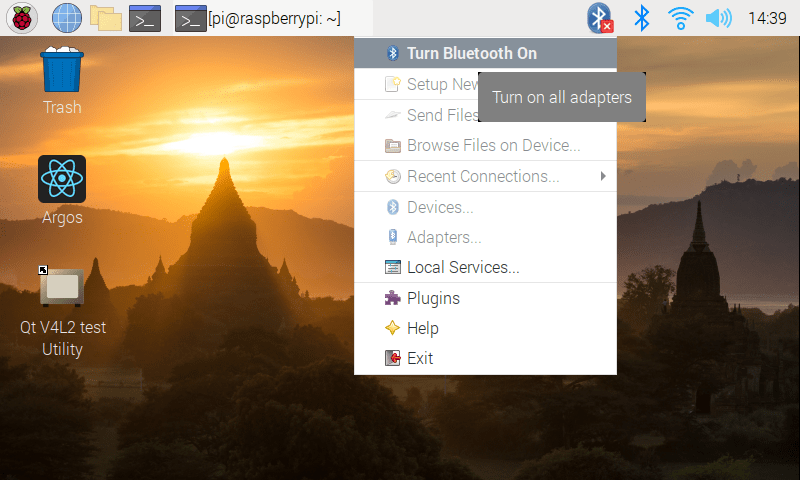 [pi@raspberrypi: ~]
14:39
Trash
Argos
Qt V4L2 test
Utility
Turn Bluetooth On
Setup New
Turn on all adapters
Send Files
Browse Files on Device...
Recent Connections...
Devices...
Adapters...
Local Services...
Plugins
Help
Exit